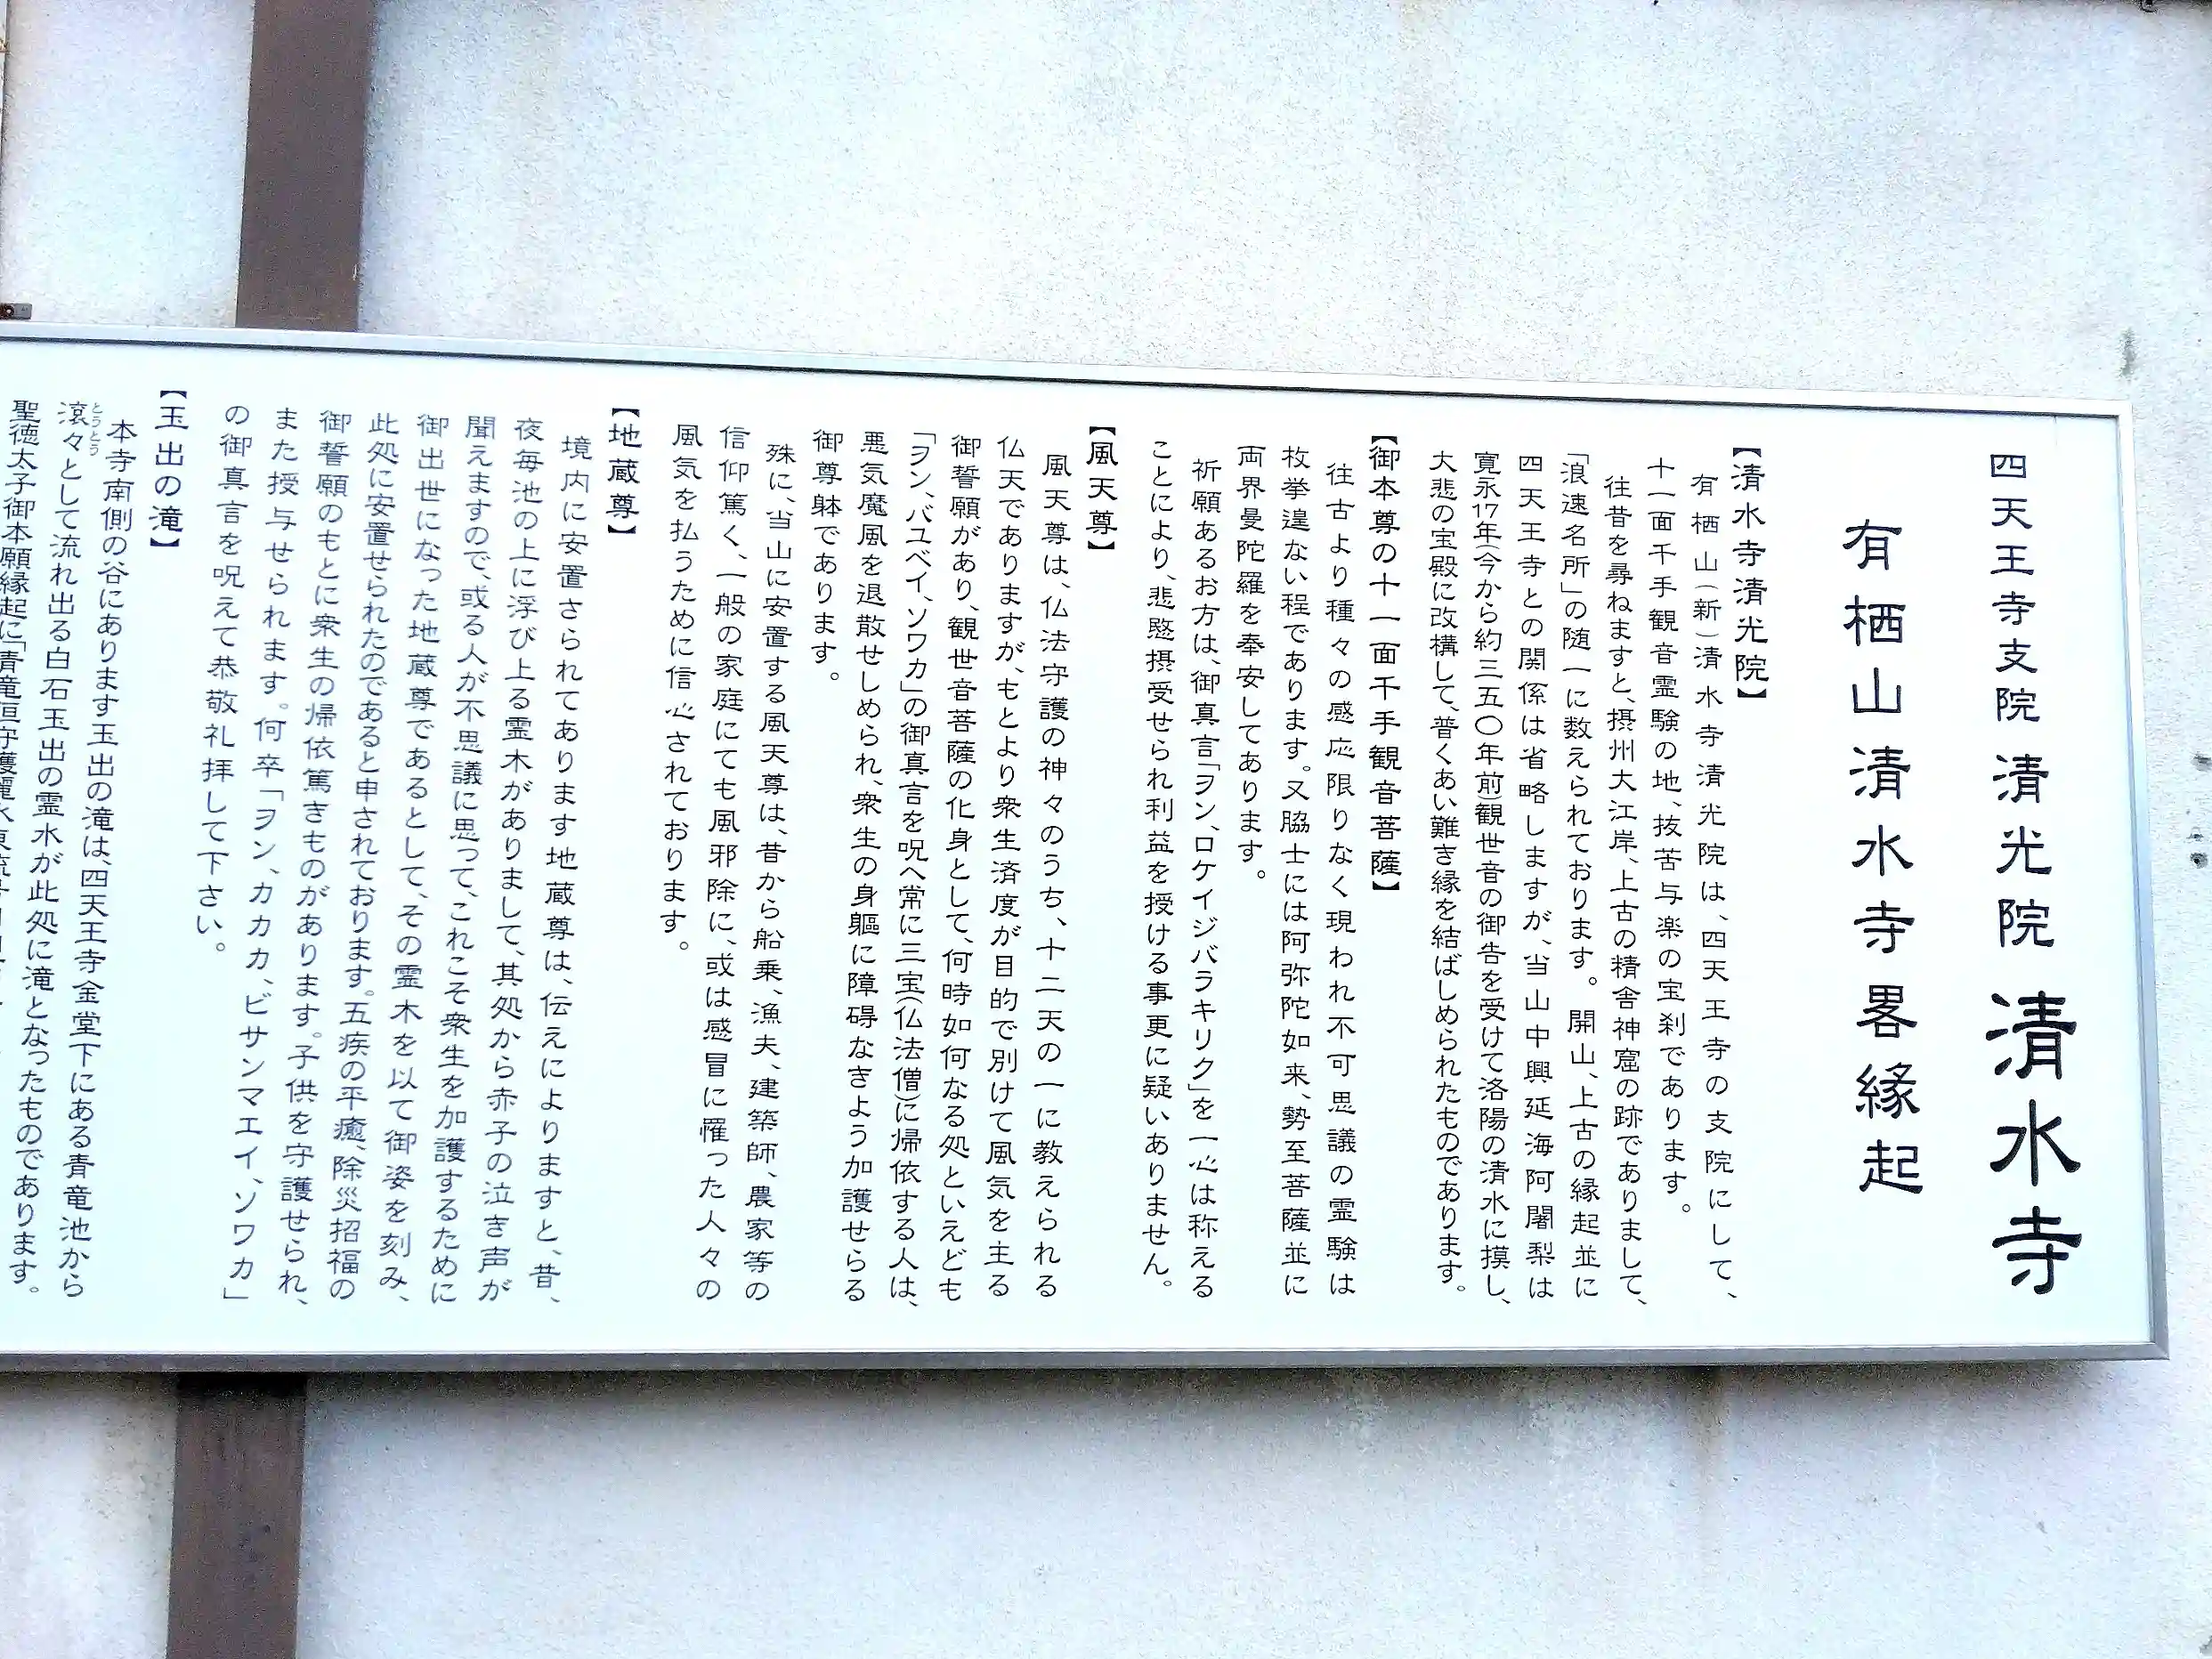 四天王寺支院 清光院 清水寺
有栖山清水寺畧縁起
【清水寺清光院】
有栖山(新)清水寺清光院は、四天王寺の支院にして、
十一面千手観音霊験の地、抜苦与楽の宝刹であります。
往昔を尋ねますと、摂州大江岸、上古の精舎神窟の跡でありまして、
「浪速名所」の随一に数えられております。開山、上古の縁起並に
四天王寺との関係は省略しますが、当山中興延海阿闍梨は
寛永17年(今から約三五〇年前)観世音の御告を受けて洛陽の清水に摸し、
大悲の宝殿に改構して、普くあい難き縁を結ばしめられたものであります。
【御本尊の十一面千手観音菩薩】
往古より種々の感応限りなく現われ不可思議の霊験は
枚挙遑ない程であります。又脇士には阿弥陀如来、勢至菩薩並に
両界曼陀羅を奉安してあります。
祈願あるお方は、御真言「ヲン、ロケイジバラキリク」を一心は称える
ことにより、悲愍摂受せられ利益を授ける事更に疑いありません。
【風天尊】
風天尊は、仏法守護の神々のうち、十二天の一に教えられる
仏天でありますが、もとより衆生済度が目的で別けて風気を主る
御誓願があり、観世音菩薩の化身として、何時如何なる処といえども
「ヲン、バユベイ、ソワカ」の御真言を呪へ常に三宝(仏法僧)に帰依する人は、
悪気魔風を退散せしめられ、衆生の身軀に障碍なきよう加護せらる
御尊躰であります。
殊に、当山に安置する風天尊は、昔から船乗、漁夫、建築師、農家等の
信仰篤く、一般の家庭にても風邪除に、或は感冒に罹った人々の
風気を払うために信心されております。
【地蔵尊】
境内に安置さられてあります地蔵尊は、伝えによりますと、昔、
夜毎池の上に浮び上る霊木がありまして、其処から赤子の泣き声が
聞えますので、或る人が不思議に思って、これこそ衆生を加護するために
御出世になった地蔵尊であるとして、その霊木を以て御姿を刻み、
此処に安置せられたのであると申されております。五疾の平癒、除災招福の
御誓願のもとに衆生の帰依篤きものがあります。子供を守護せられ、
また授与せられます。何卒「ヲン、カカカ、ビサンマエイ、ソワカ」
の御真言を呪えて恭敬礼拝して下さい。
【玉出の滝】
本寺南側の谷にあります玉出の滝は、四天王寺金堂下にある青竜池から
滾々とうとうとして流れ出る白石玉出の霊水が此処に滝となったものであります。
聖徳太子御本願縁起に「青竜恒守護麗水東流